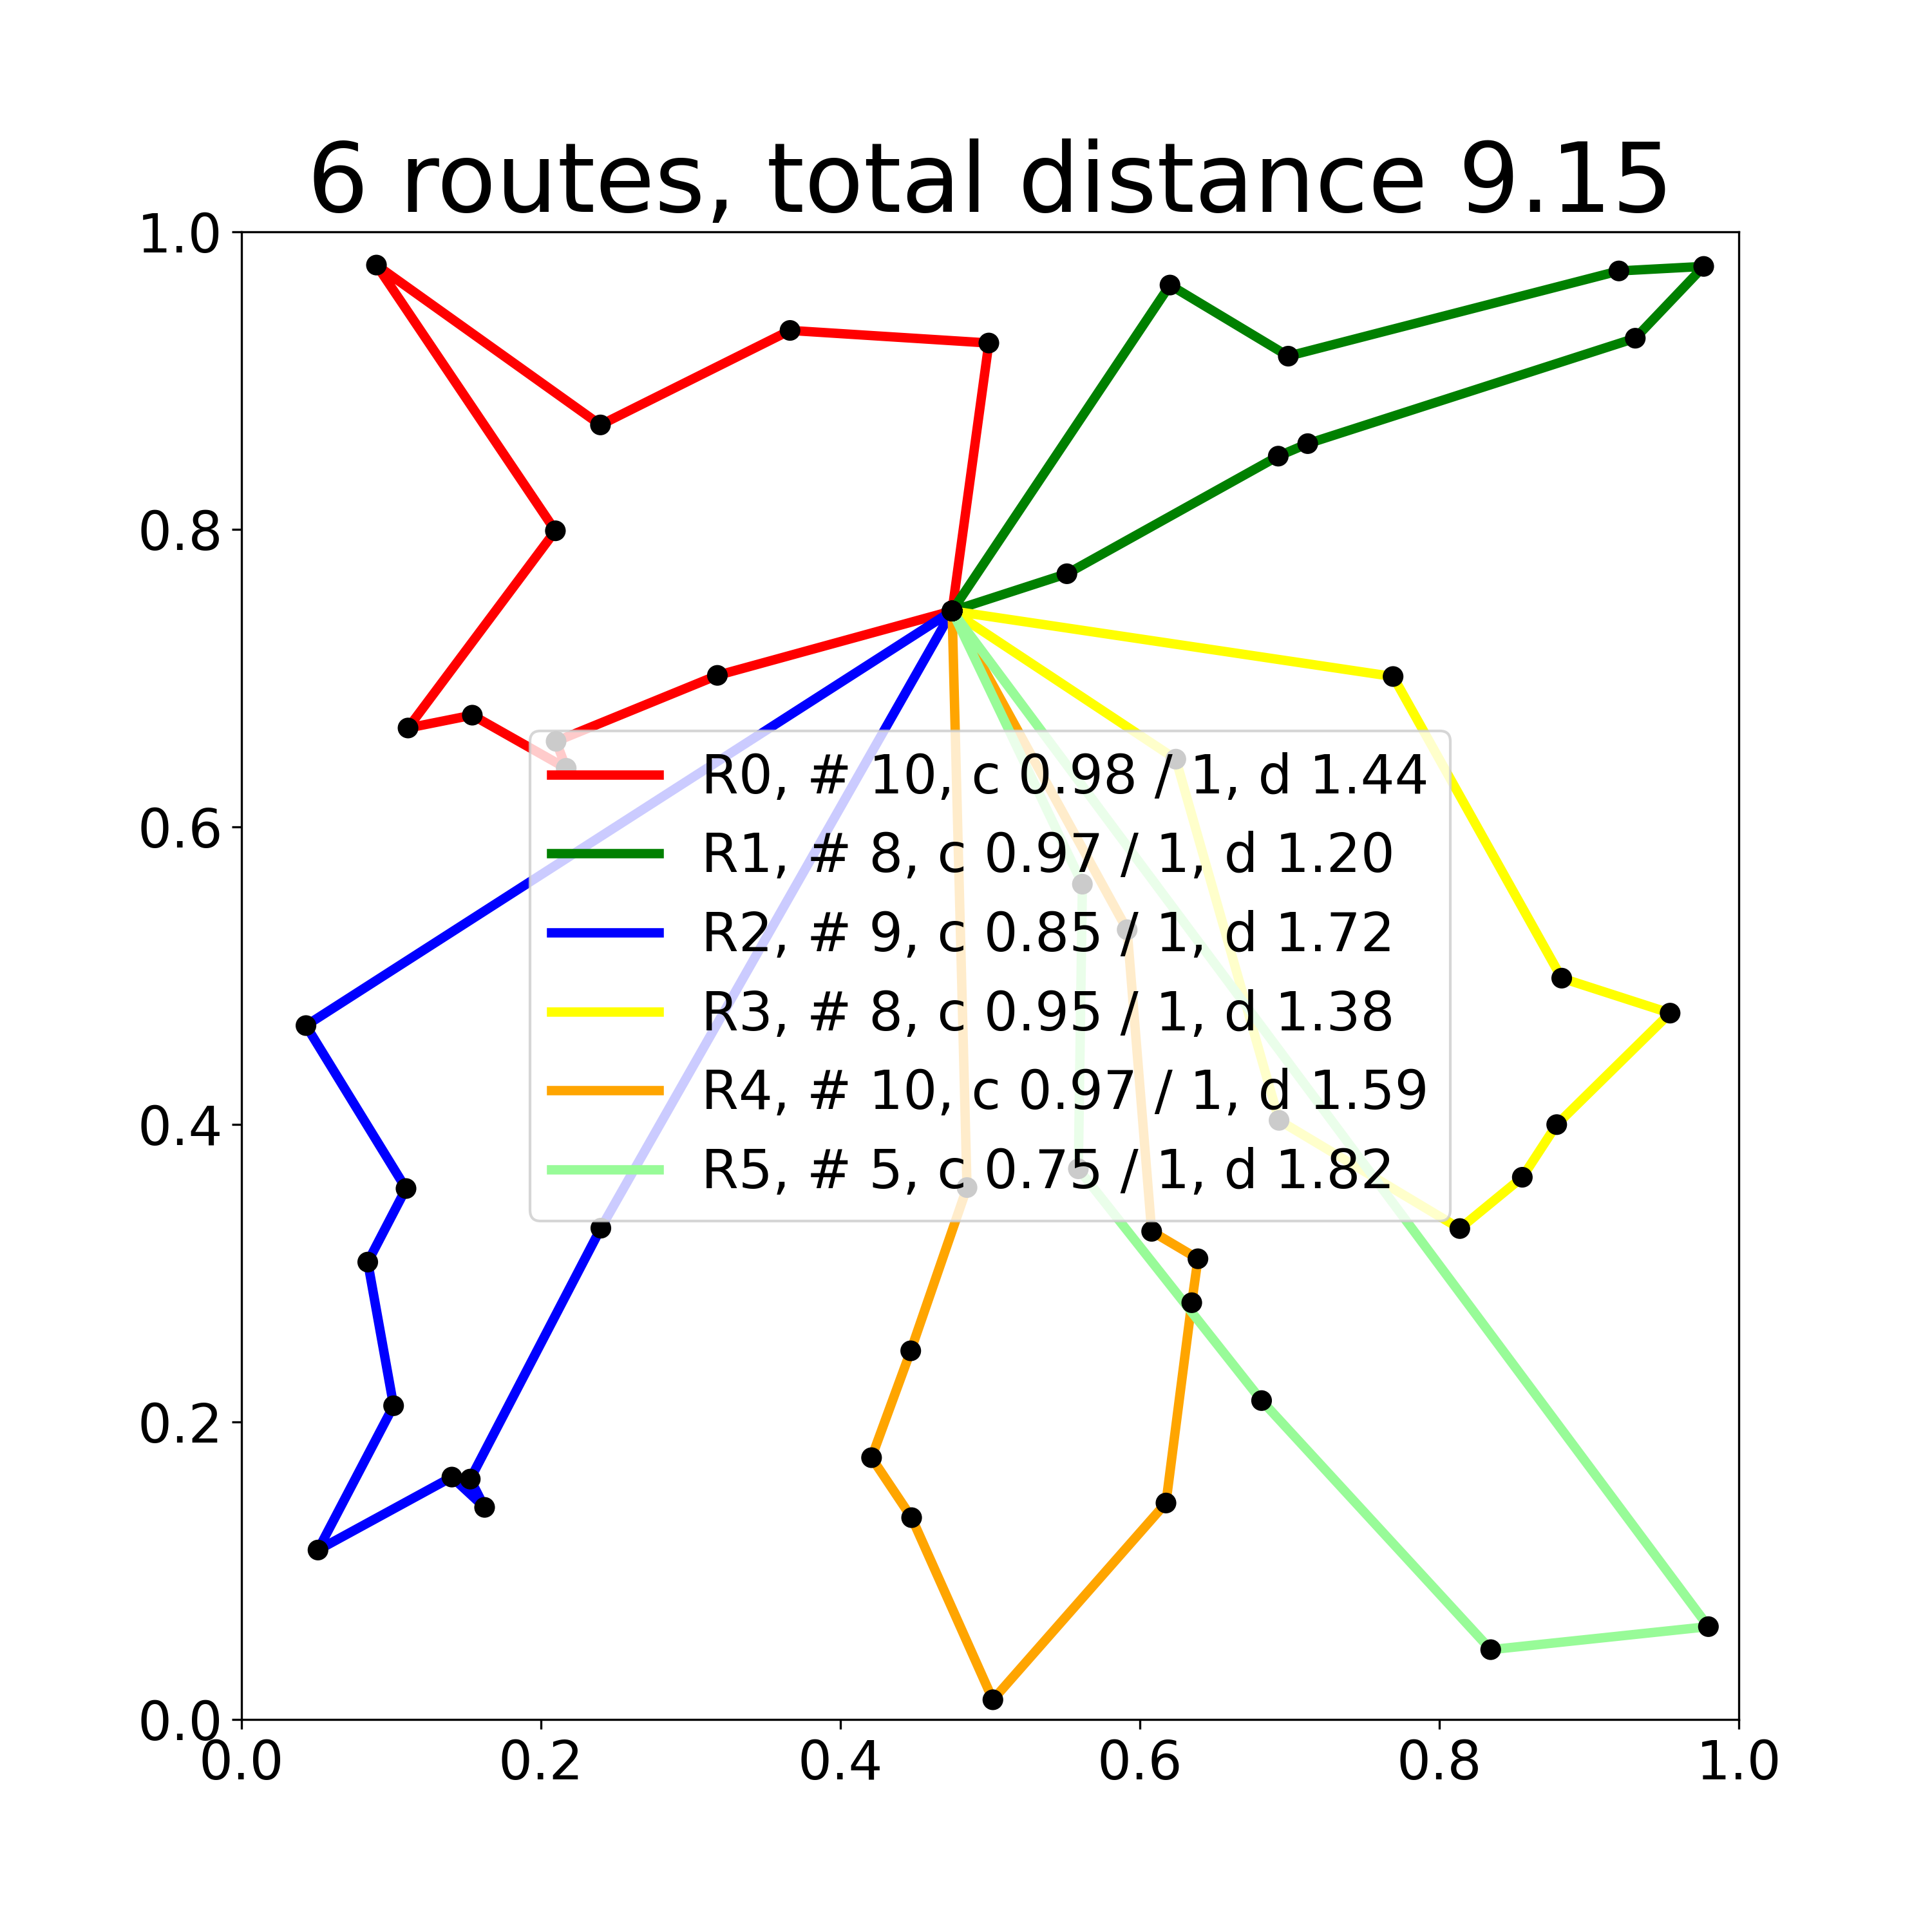 6 routes, total distance 9.15
1.0
0.8
0.6
0.4
0.2
0.0
R0, # 10, c 0.98 / 1, d 1.44
R1, # 8, c 0.97 / 1, d 1.20
R2, # 9, c 0.85 / 1, d 1.72
R3, # 8, c 0.95 / 1, d 1.38
R4, # 10, c 0.97 / 1, d 1.59
R5, # 5, c 0.75 / 1, d 1.82
0.0 0.2 0.4 0.6 0.8 1.0